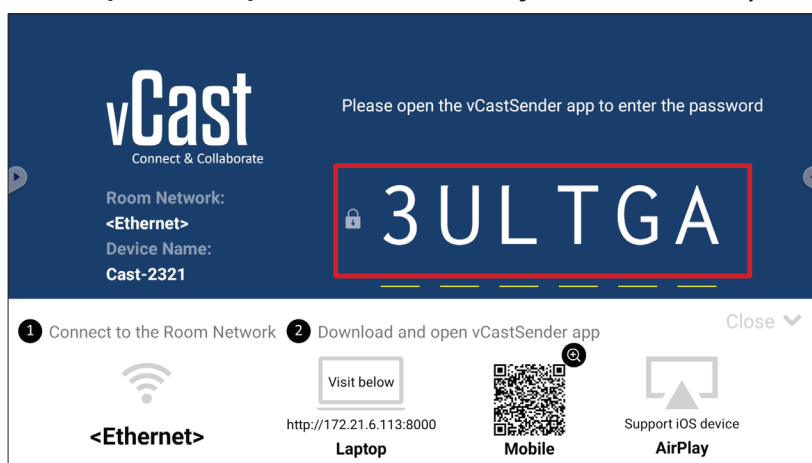 vCast
Connect & Collaborate
Please open the vCastSender app to enter the password
Room Network:
<Ethernet>
Device Name:
Cast-2321
3ULTGA
Close
1 Connect to the Room Network
2 Download and open vCastSender app
Visit below
http://172.21.6.113:8000
Laptop
Mobile
Support iOS device
AirPlay
<Ethernet>